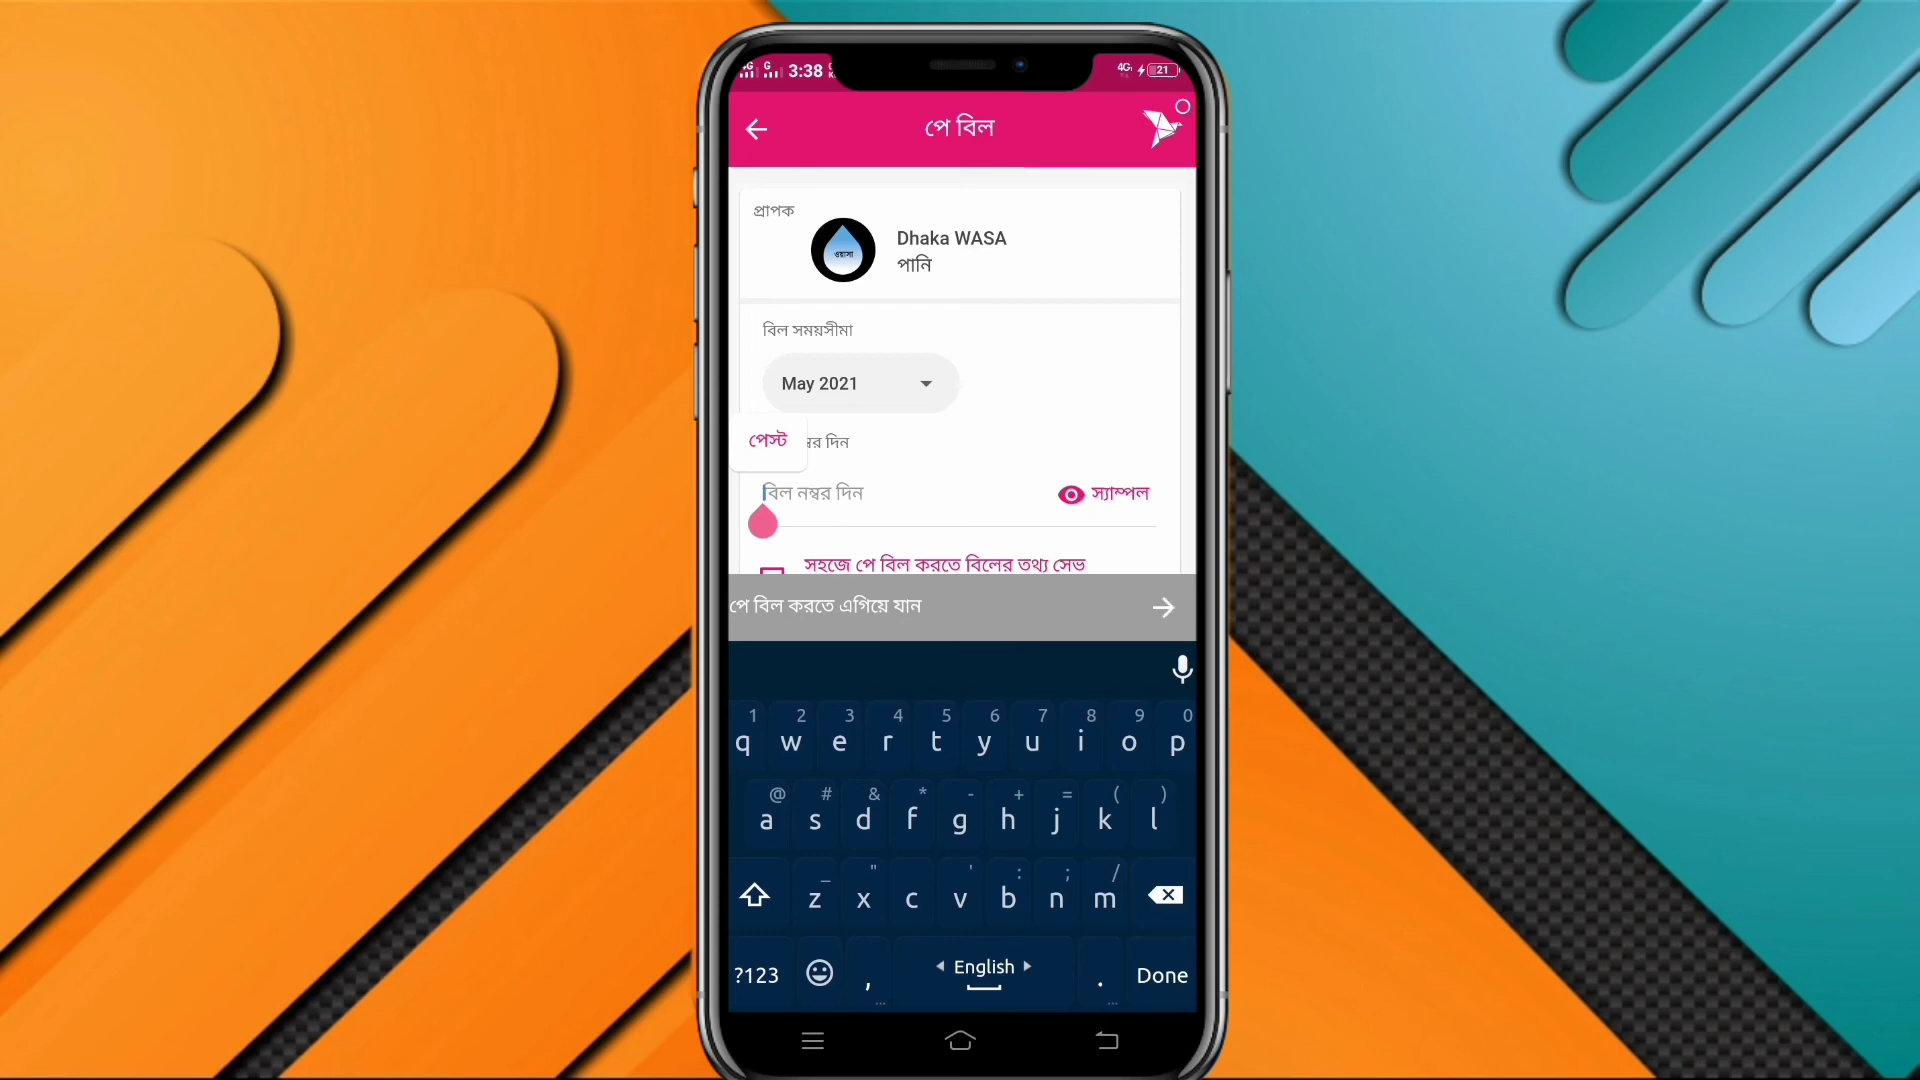 3:38
4G 21
পে বিল
প্রাপক
ওয়াসা
Dhaka WASA
পানি
বিল সময়সীমা
May 2021
পেস্ট
দিন
বিল নম্বর দিন
স্যাম্পল
সহজে পে বিল করতে বিলের তথ্য সেভ
পে বিল করতে এগিয়ে যান
1 2 3 4 5 6 7 8 9 0
q w e r t y u i o p
@ # & * - + = ( )
a s d f g h j k l
_ " ' : ; /
z x c v b n m
?123 , English . Done